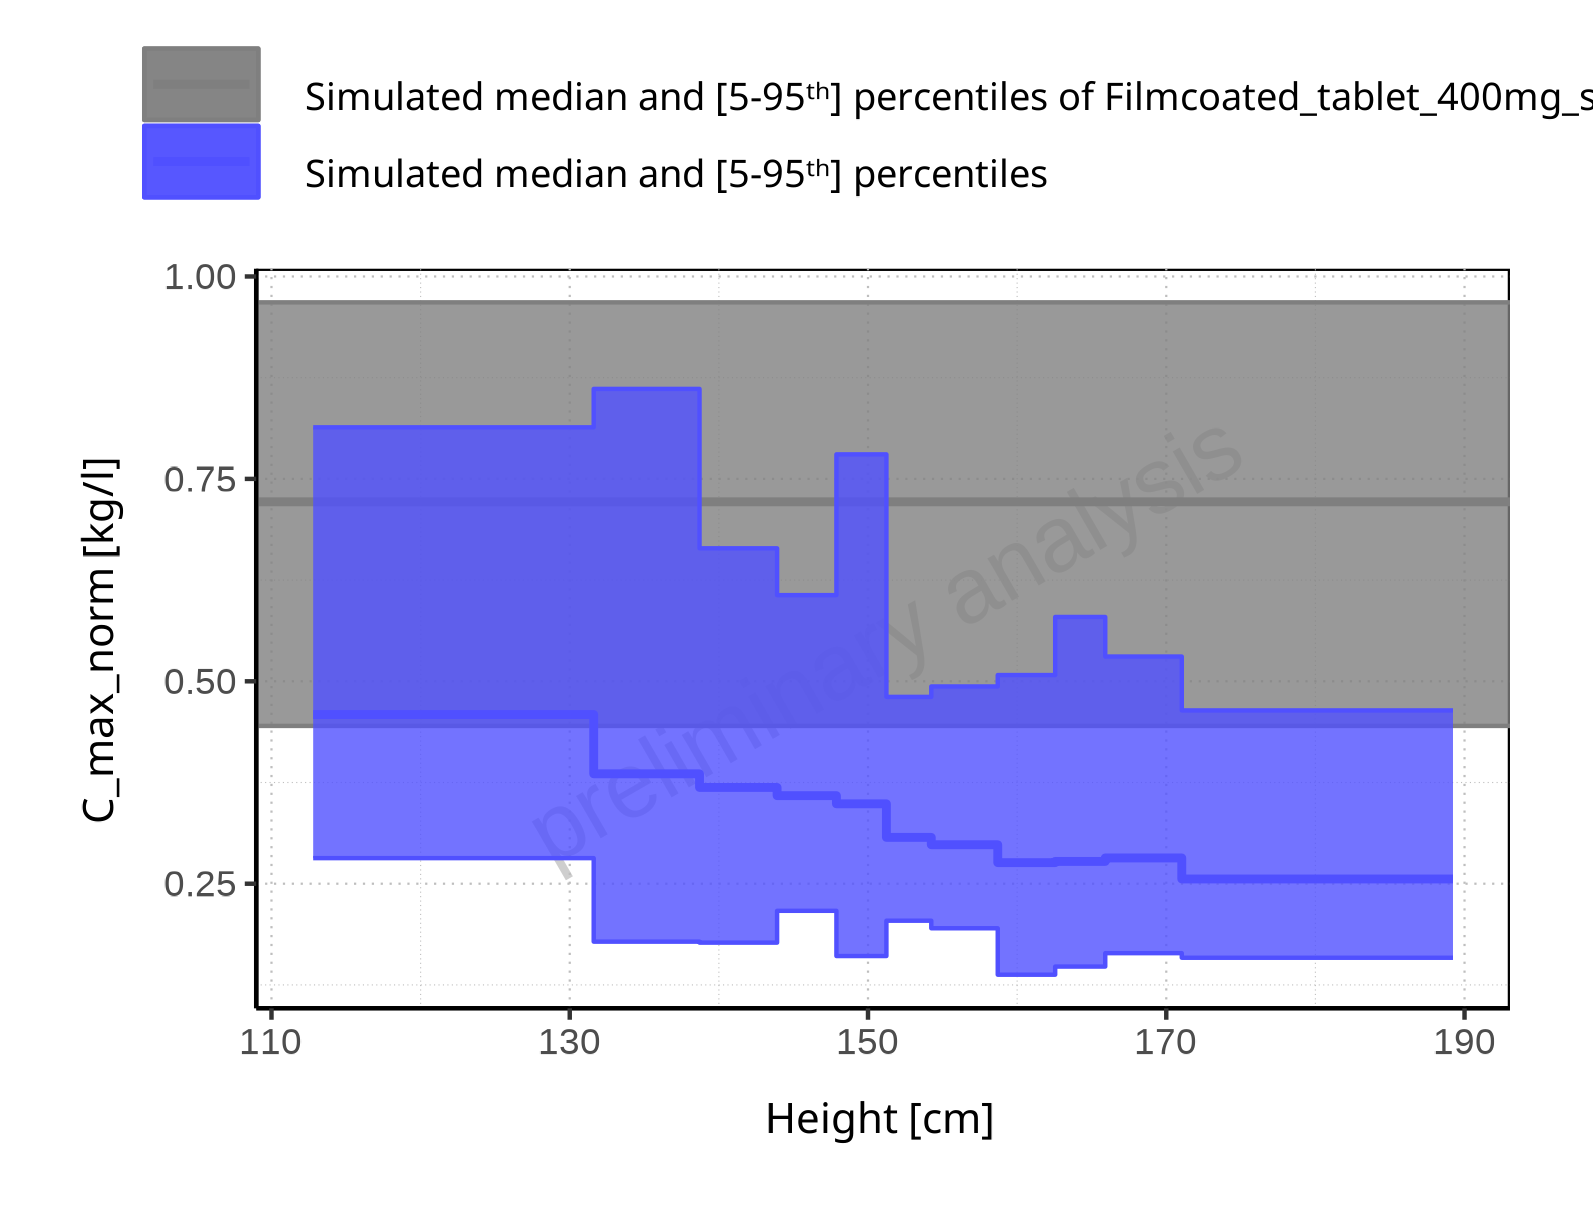 Simulated median and [5-95ᵗʰ] percentiles of Filmcoated_tablet_400mg_s
Simulated median and [5-95ᵗʰ] percentiles
1.00
0.75
0.50
0.25
C_max_norm [kg/l]
preliminary analysis
110 130 150 170 190
Height [cm]